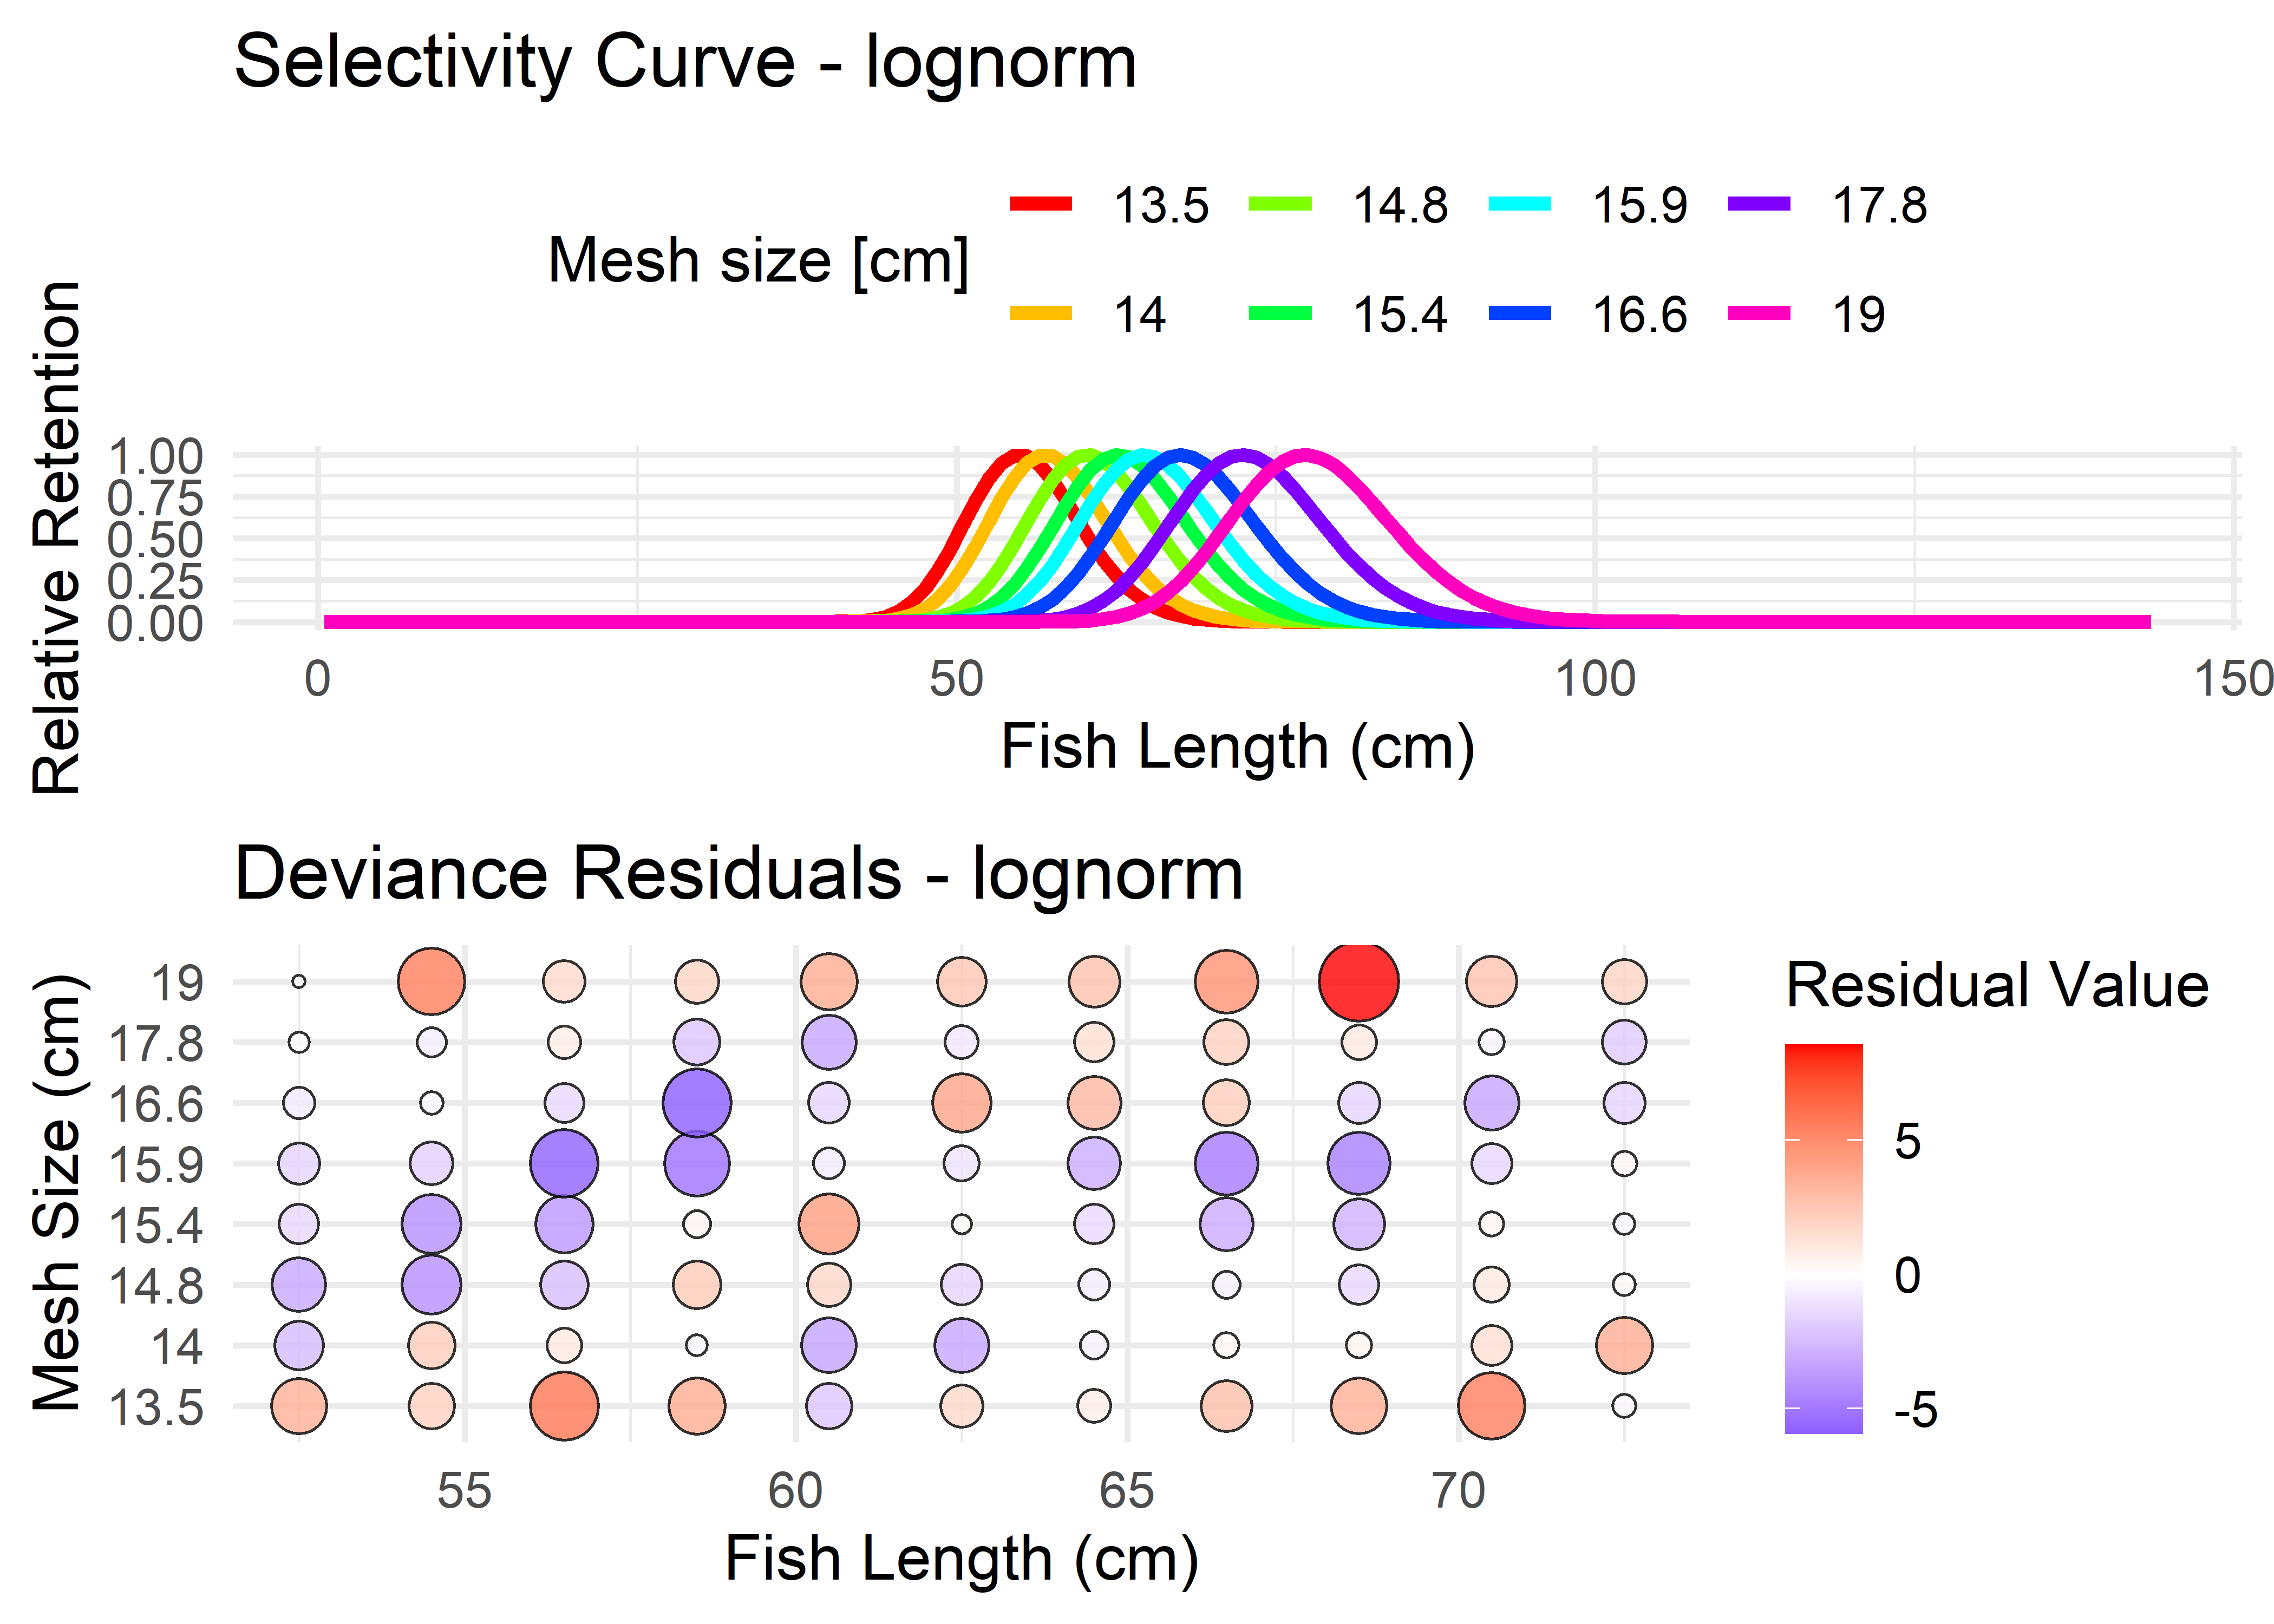 Selectivity Curve - lognorm
Mesh size [cm]
13.5 14.8 15.9 17.8
14 15.4 16.6 19
Relative Retention
1.00
0.75
0.50
0.25
0.00
0 50 100 150
Fish Length (cm)
Deviance Residuals - lognorm
Mesh Size (cm)
19
17.8
16.6
15.9
15.4
14.8
14
13.5
55 60 65 70
Fish Length (cm)
Residual Value
5
0
-5